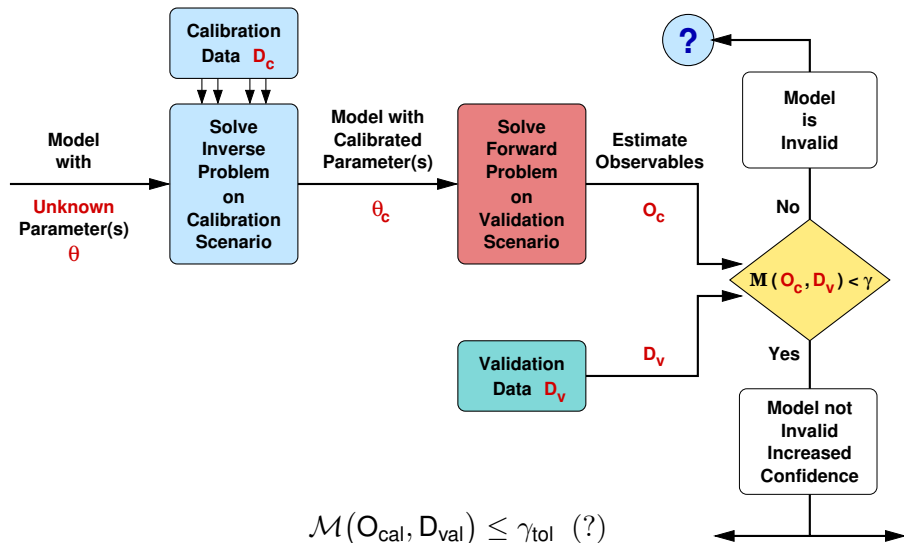 Calibration
Data D_c
?
Model
with
Unknown
Parameter(s)
θ
Solve
Inverse
Problem
on
Calibration
Scenario
Model with
Calibrated
Parameter(s)
θ_c
Solve
Forward
Problem
on
Validation
Scenario
Estimate
Observables
O_c
Model
is
Invalid
No
M(O_c, D_v) < γ
Yes
Validation
Data D_v
D_v
Model not
Invalid
Increased
Confidence
ℳ(O_cal, D_val) ≤ γ_tol (?)